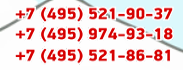 +7 (495) 521-90-37
+7 (495) 974-93-18
+7 (495) 521-86-81